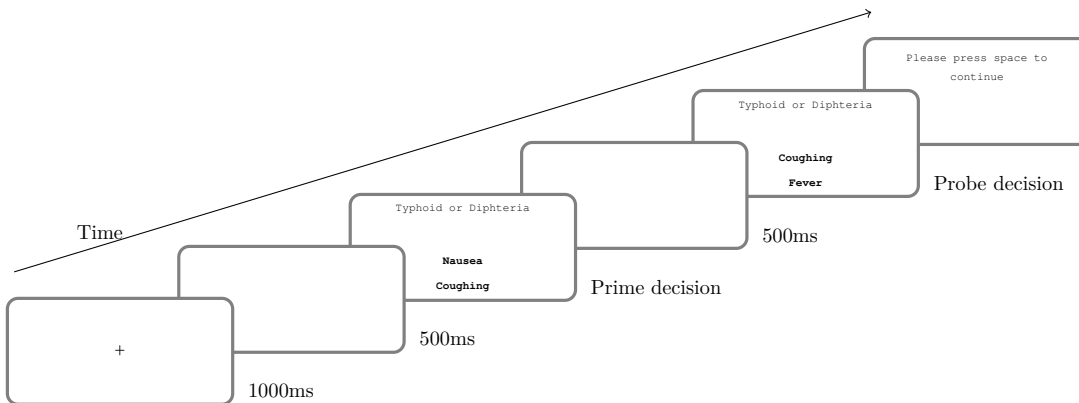 Please press space to
continue
Typhoid or Diphteria
Coughing
Fever
Probe decision
Typhoid or Diphteria
Nausea
Coughing
500ms
Time
Prime decision
+
500ms
1000ms